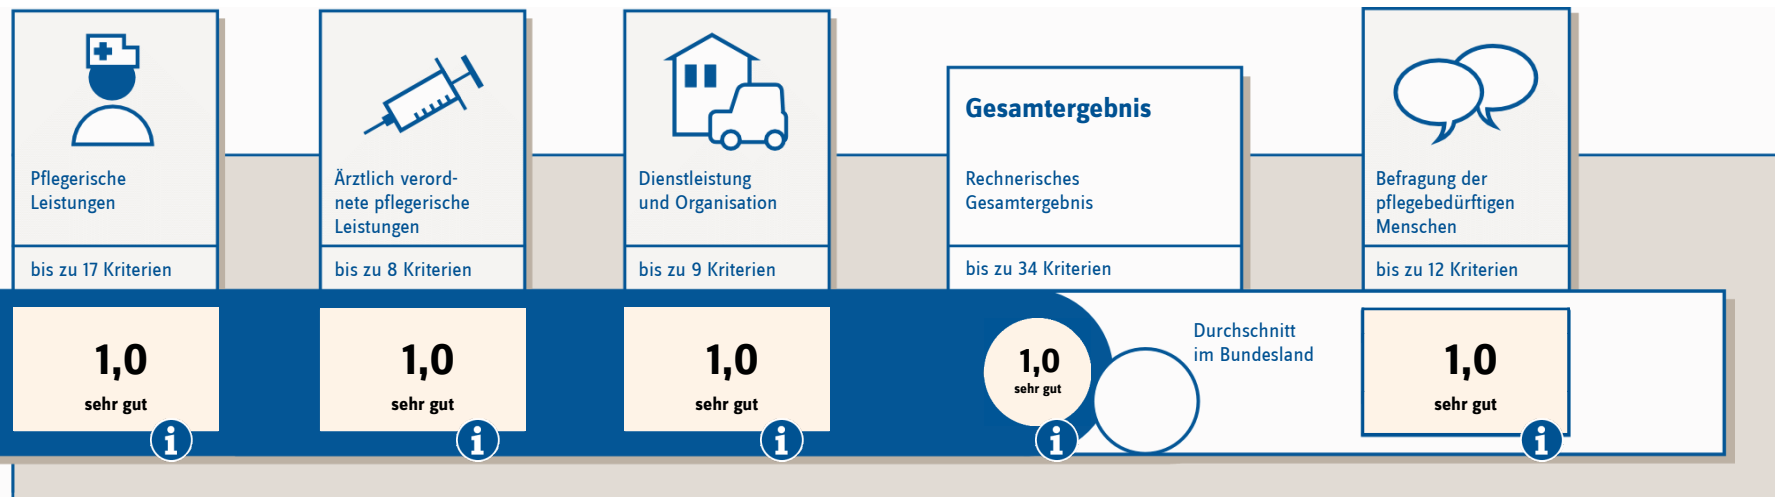 Pflegerische
Leistungen
bis zu 17 Kriterien
1,0
sehr gut
i
Ärztlich verord-
nete pflegerische
Leistungen
bis zu 8 Kriterien
1,0
sehr gut
i
Dienstleistung
und Organisation
bis zu 9 Kriterien
1,0
sehr gut
i
Gesamtergebnis
Rechnerisches
Gesamtergebnis
bis zu 34 Kriterien
1,0
sehr gut
i
Durchschnitt
im Bundesland
Befragung der
pflegebedürftigen
Menschen
bis zu 12 Kriterien
1,0
sehr gut
i